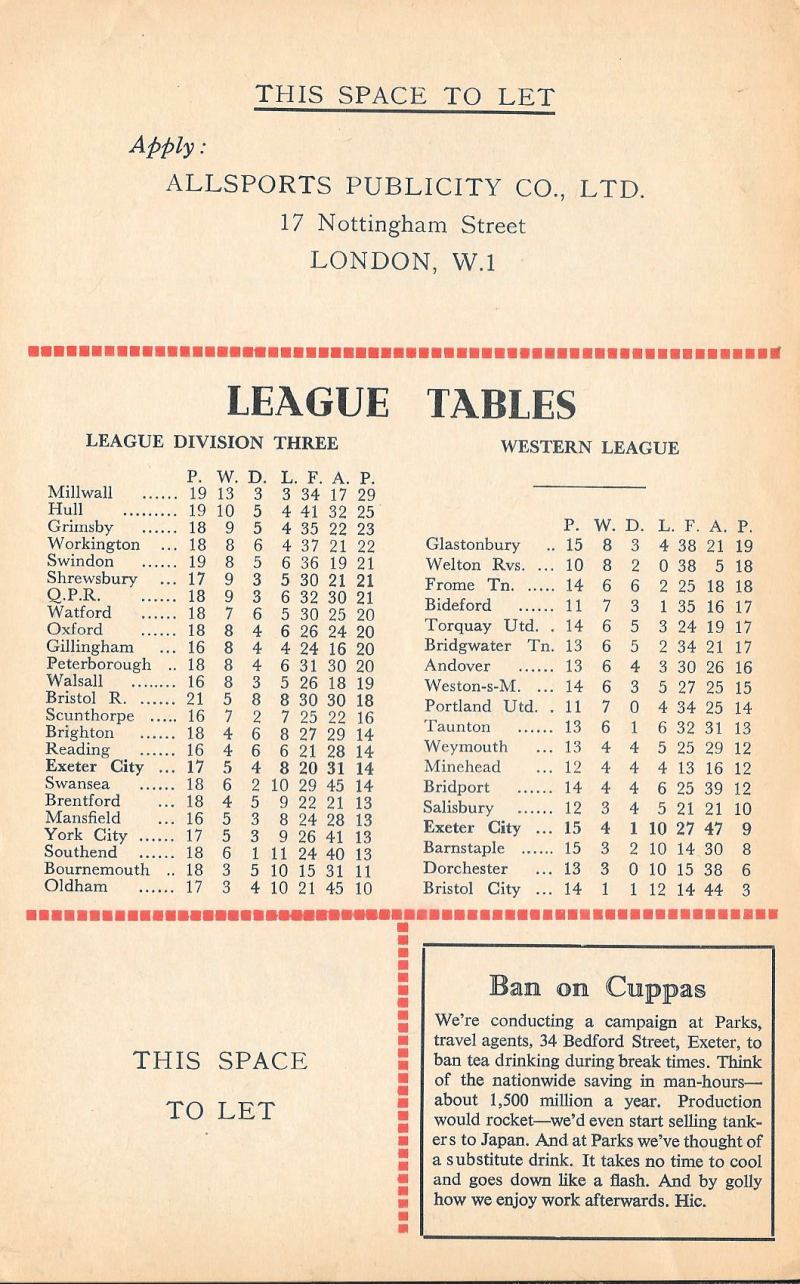 THIS SPACE TO LET
Apply :
ALLSPORTS PUBLICITY CO., LTD.
17 Nottingham Street
LONDON, W.1
LEAGUE TABLES
LEAGUE DIVISION THREE
P. W. D. L. F. A. P.
Millwall ...... 19 13 3 3 34 17 29
Hull ......... 19 10 5 4 41 32 25
Grimsby ...... 18 9 5 4 35 22 23
Workington ... 18 8 6 4 37 21 22
Swindon ...... 19 8 5 6 36 19 21
Shrewsbury ... 17 9 3 5 30 21 21
Q.P.R. ...... 18 9 3 6 32 30 21
Watford ...... 18 7 6 5 30 25 20
Oxford ...... 18 8 4 6 26 24 20
Gillingham ... 16 8 4 4 24 16 20
Peterborough .. 18 8 4 6 31 30 20
Walsall ........ 16 8 3 5 26 18 19
Bristol R. ...... 21 5 8 8 30 30 18
Scunthorpe ..... 16 7 2 7 25 22 16
Brighton ...... 18 4 6 8 27 29 14
Reading ...... 16 4 6 6 21 28 14
Exeter City ... 17 5 4 8 20 31 14
Swansea ...... 18 6 2 10 29 45 14
Brentford ... 18 4 5 9 22 21 13
Mansfield ... 16 5 3 8 24 28 13
York City ...... 17 5 3 9 26 41 13
Southend ...... 18 6 1 11 24 40 13
Bournemouth .. 18 3 5 10 15 31 11
Oldham ...... 17 3 4 10 21 45 10
WESTERN LEAGUE
P. W. D. L. F. A. P.
Glastonbury .. 15 8 3 4 38 21 19
Welton Rvs. ... 10 8 2 0 38 5 18
Frome Tn. ..... 14 6 6 2 25 18 18
Bideford ...... 11 7 3 1 35 16 17
Torquay Utd. . 14 6 5 3 24 19 17
Bridgwater Tn. 13 6 5 2 34 21 17
Andover ...... 13 6 4 3 30 26 16
Weston-s-M. ... 14 6 3 5 27 25 15
Portland Utd. . 11 7 0 4 34 25 14
Taunton ...... 13 6 1 6 32 31 13
Weymouth ... 13 4 4 5 25 29 12
Minehead ... 12 4 4 4 13 16 12
Bridport ...... 14 4 4 6 25 39 12
Salisbury ...... 12 3 4 5 21 21 10
Exeter City ... 15 4 1 10 27 47 9
Barnstaple ...... 15 3 2 10 14 30 8
Dorchester ... 13 3 0 10 15 38 6
Bristol City ... 14 1 1 12 14 44 3
THIS SPACE
TO LET
Ban on Cuppas
We're conducting a campaign at Parks,
travel agents, 34 Bedford Street, Exeter, to
ban tea drinking during break times. Think
of the nationwide saving in man-hours—
about 1,500 million a year. Production
would rocket—we'd even start selling tank-
ers to Japan. And at Parks we've thought of
a substitute drink. It takes no time to cool
and goes down like a flash. And by golly
how we enjoy work afterwards. Hic.